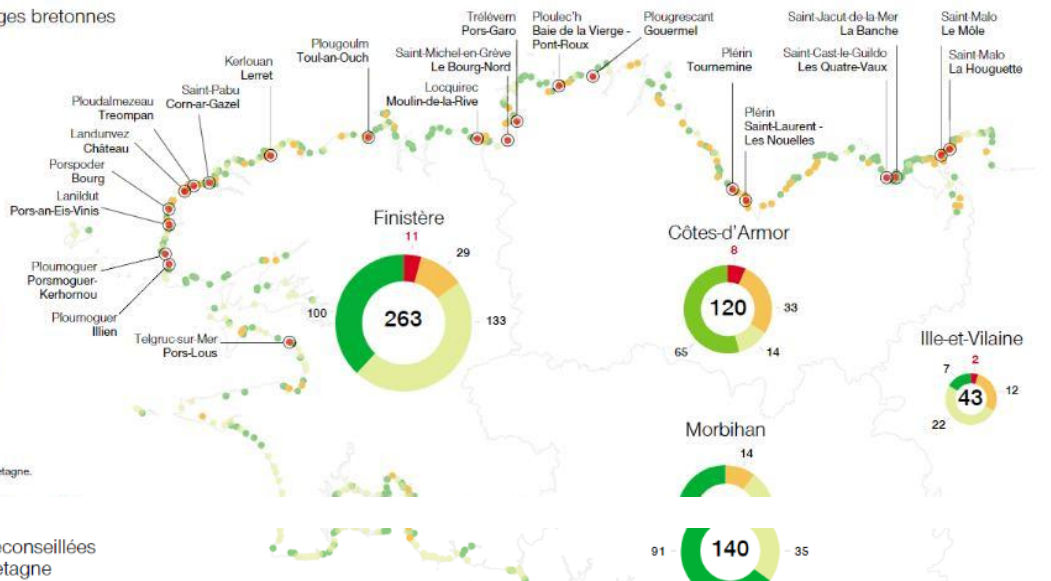 ges bretonnes
Trélévern
Pors-Garo
Ploulec'h
Baie de la Vierge -
Pont-Roux
Plougrescant
Gouermel
Saint-Jacut-de-la-Mer
La Banche
Saint-Malo
Le Môle
Plougoulm
Toul-an-Ouch
Saint-Michel-en-Grève
Le Bourg-Nord
Plérin
Tournemine
Saint-Cast-le-Guildo
Les Quatre-Vaux
Saint-Malo
La Houguette
Kerlouan
Lerret
Saint-Pabu
Corn-ar-Gazel
Locquirec
Moulin-de-la-Rive
Ploudalmezeau
Treompan
Plérin
Saint-Laurent -
Les Nouelles
Landunvez
Château
Porspoder
Bourg
Lanildut
Pors-an-Eis-Vinis
Finistère
11
29
263
100
133
Côtes-d'Armor
8
120
33
65
14
Ploumoguer
Porsmoguer-
Kerhornou
Ploumoguer
Illien
Telgruc-sur-Mer
Pors-Lous
Ille-et-Vilaine
2
7
43
12
22
Morbihan
14
etagne.
éconseillées
etagne
91
140
35